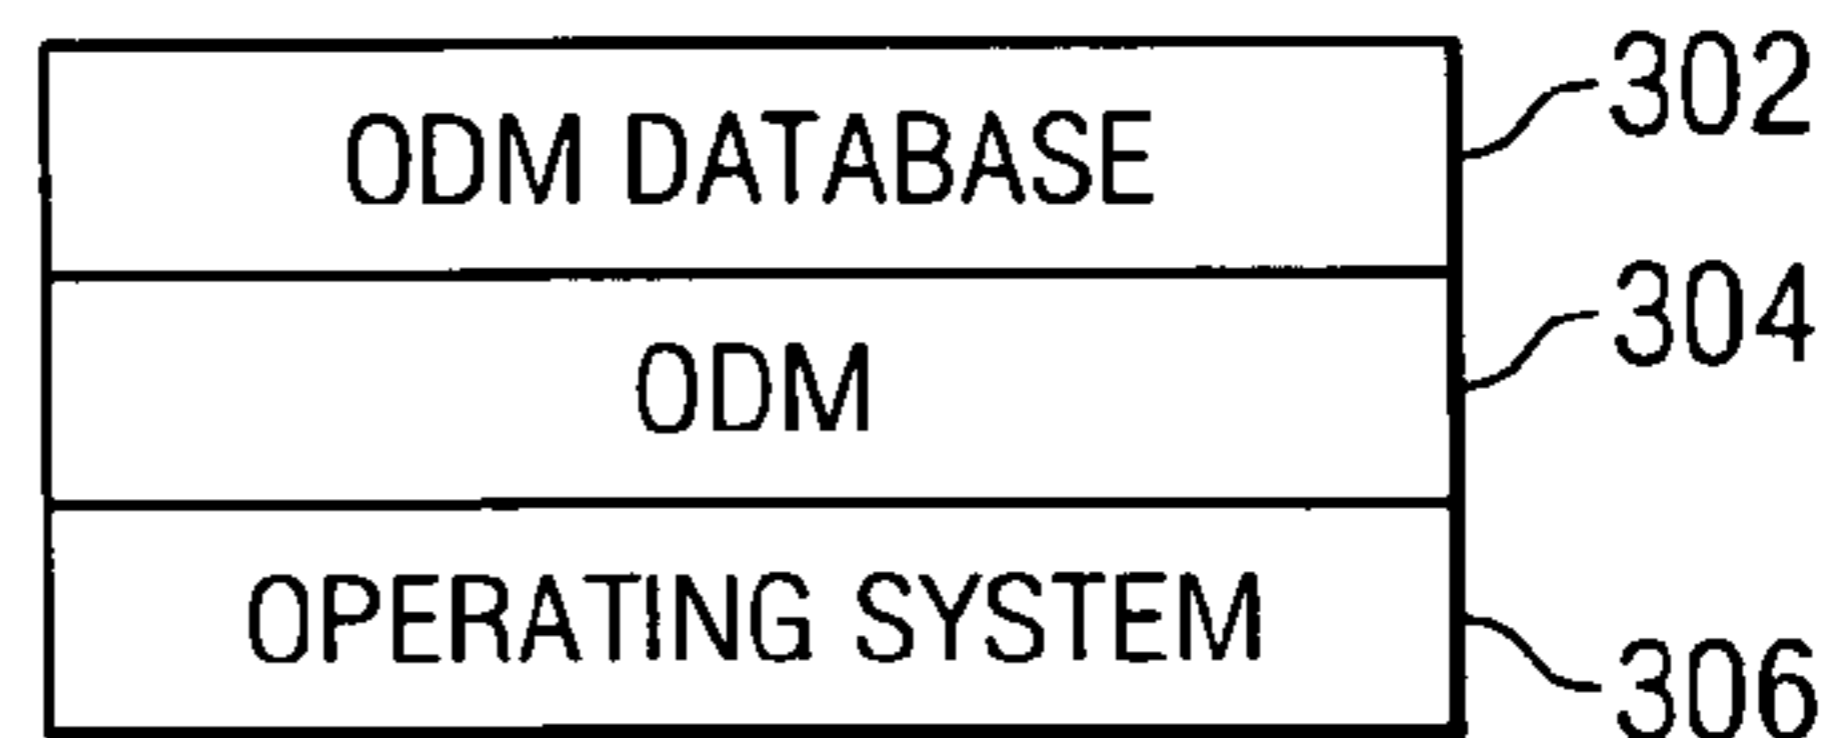 ODM DATABASE
302
ODM
304
OPERATING SYSTEM
306